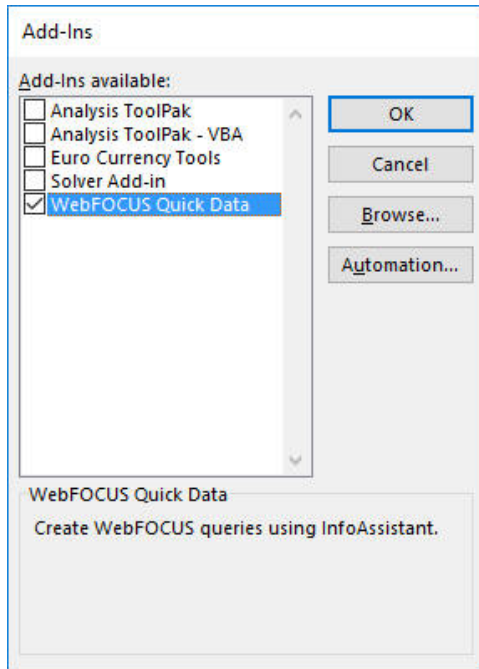 Add-Ins
Add-Ins available:
Analysis ToolPak
Analysis ToolPak - VBA
Euro Currency Tools
Solver Add-in
WebFOCUS Quick Data
OK
Cancel
Browse...
Automation...
WebFOCUS Quick Data
Create WebFOCUS queries using InfoAssistant.